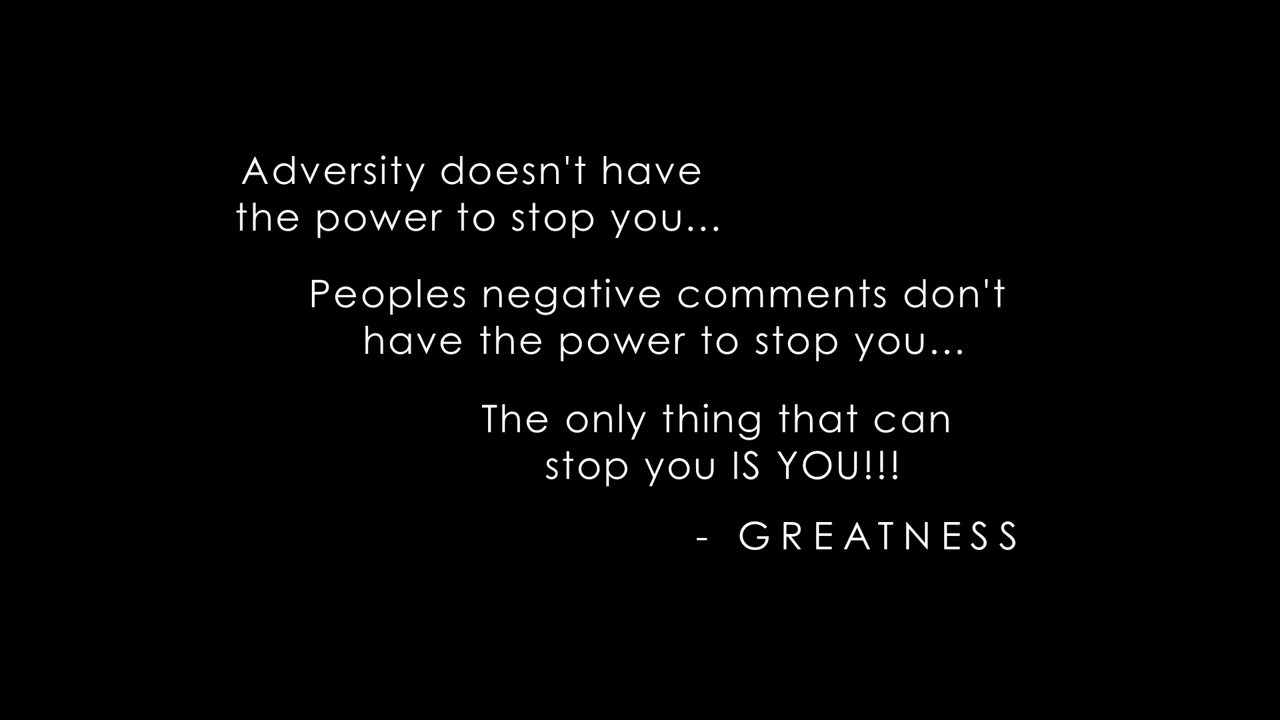 Adversity doesn't have
the power to stop you...
Peoples negative comments don't
have the power to stop you...
The only thing that can
stop you IS YOU!!!
- GREATNESS